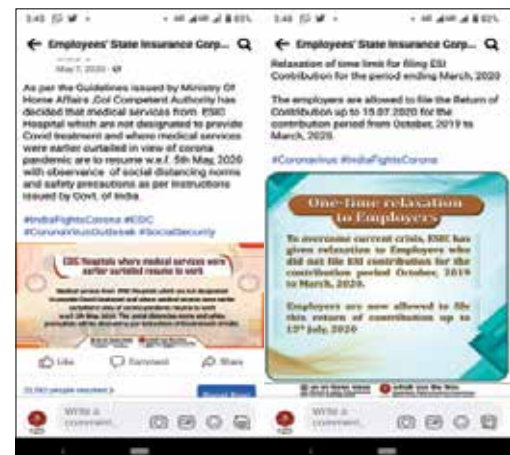 3:48
Employees' State Insurance Corp...
May 7, 2020
As per the Guidelines issued by Ministry Of
Home Affairs ,GoI Competent Authority has
decided that medical services from ESIC
Hospital which are not designated to provide
Covid treatment and where medical services
were earlier curtailed in view of corona
pandemic are to resume w.e.f. 5th May, 2020
with observance of social distancing norms
and safety precautions as per Instructions
issued by Govt. of India.
#IndiaFightsCorona #ESIC
#CoronaVirusOutbreak #SocialSecurity
ESIC Hospitals where medical services were
earlier curtailed resume to work
Like Comment Share
Write a
comment...
3:48
Employees' State Insurance Corp...
Relaxation of time limit for filing ESI
Contribution for the period ending March, 2020
The employers are allowed to file the Return of
Contribution up to 15.07.2020 for the
contribution period from October, 2019 to
March, 2020.
#Coronavirus #IndiaFightsCorona
One-time relaxation
to Employers
To overcome current crisis, ESIC has
given relaxation to Employers who
did not file ESI contribution for the
contribution period October, 2019
to March, 2020.
Employers are now allowed to file
this return of contribution up to
15th July, 2020
Write a
comment...